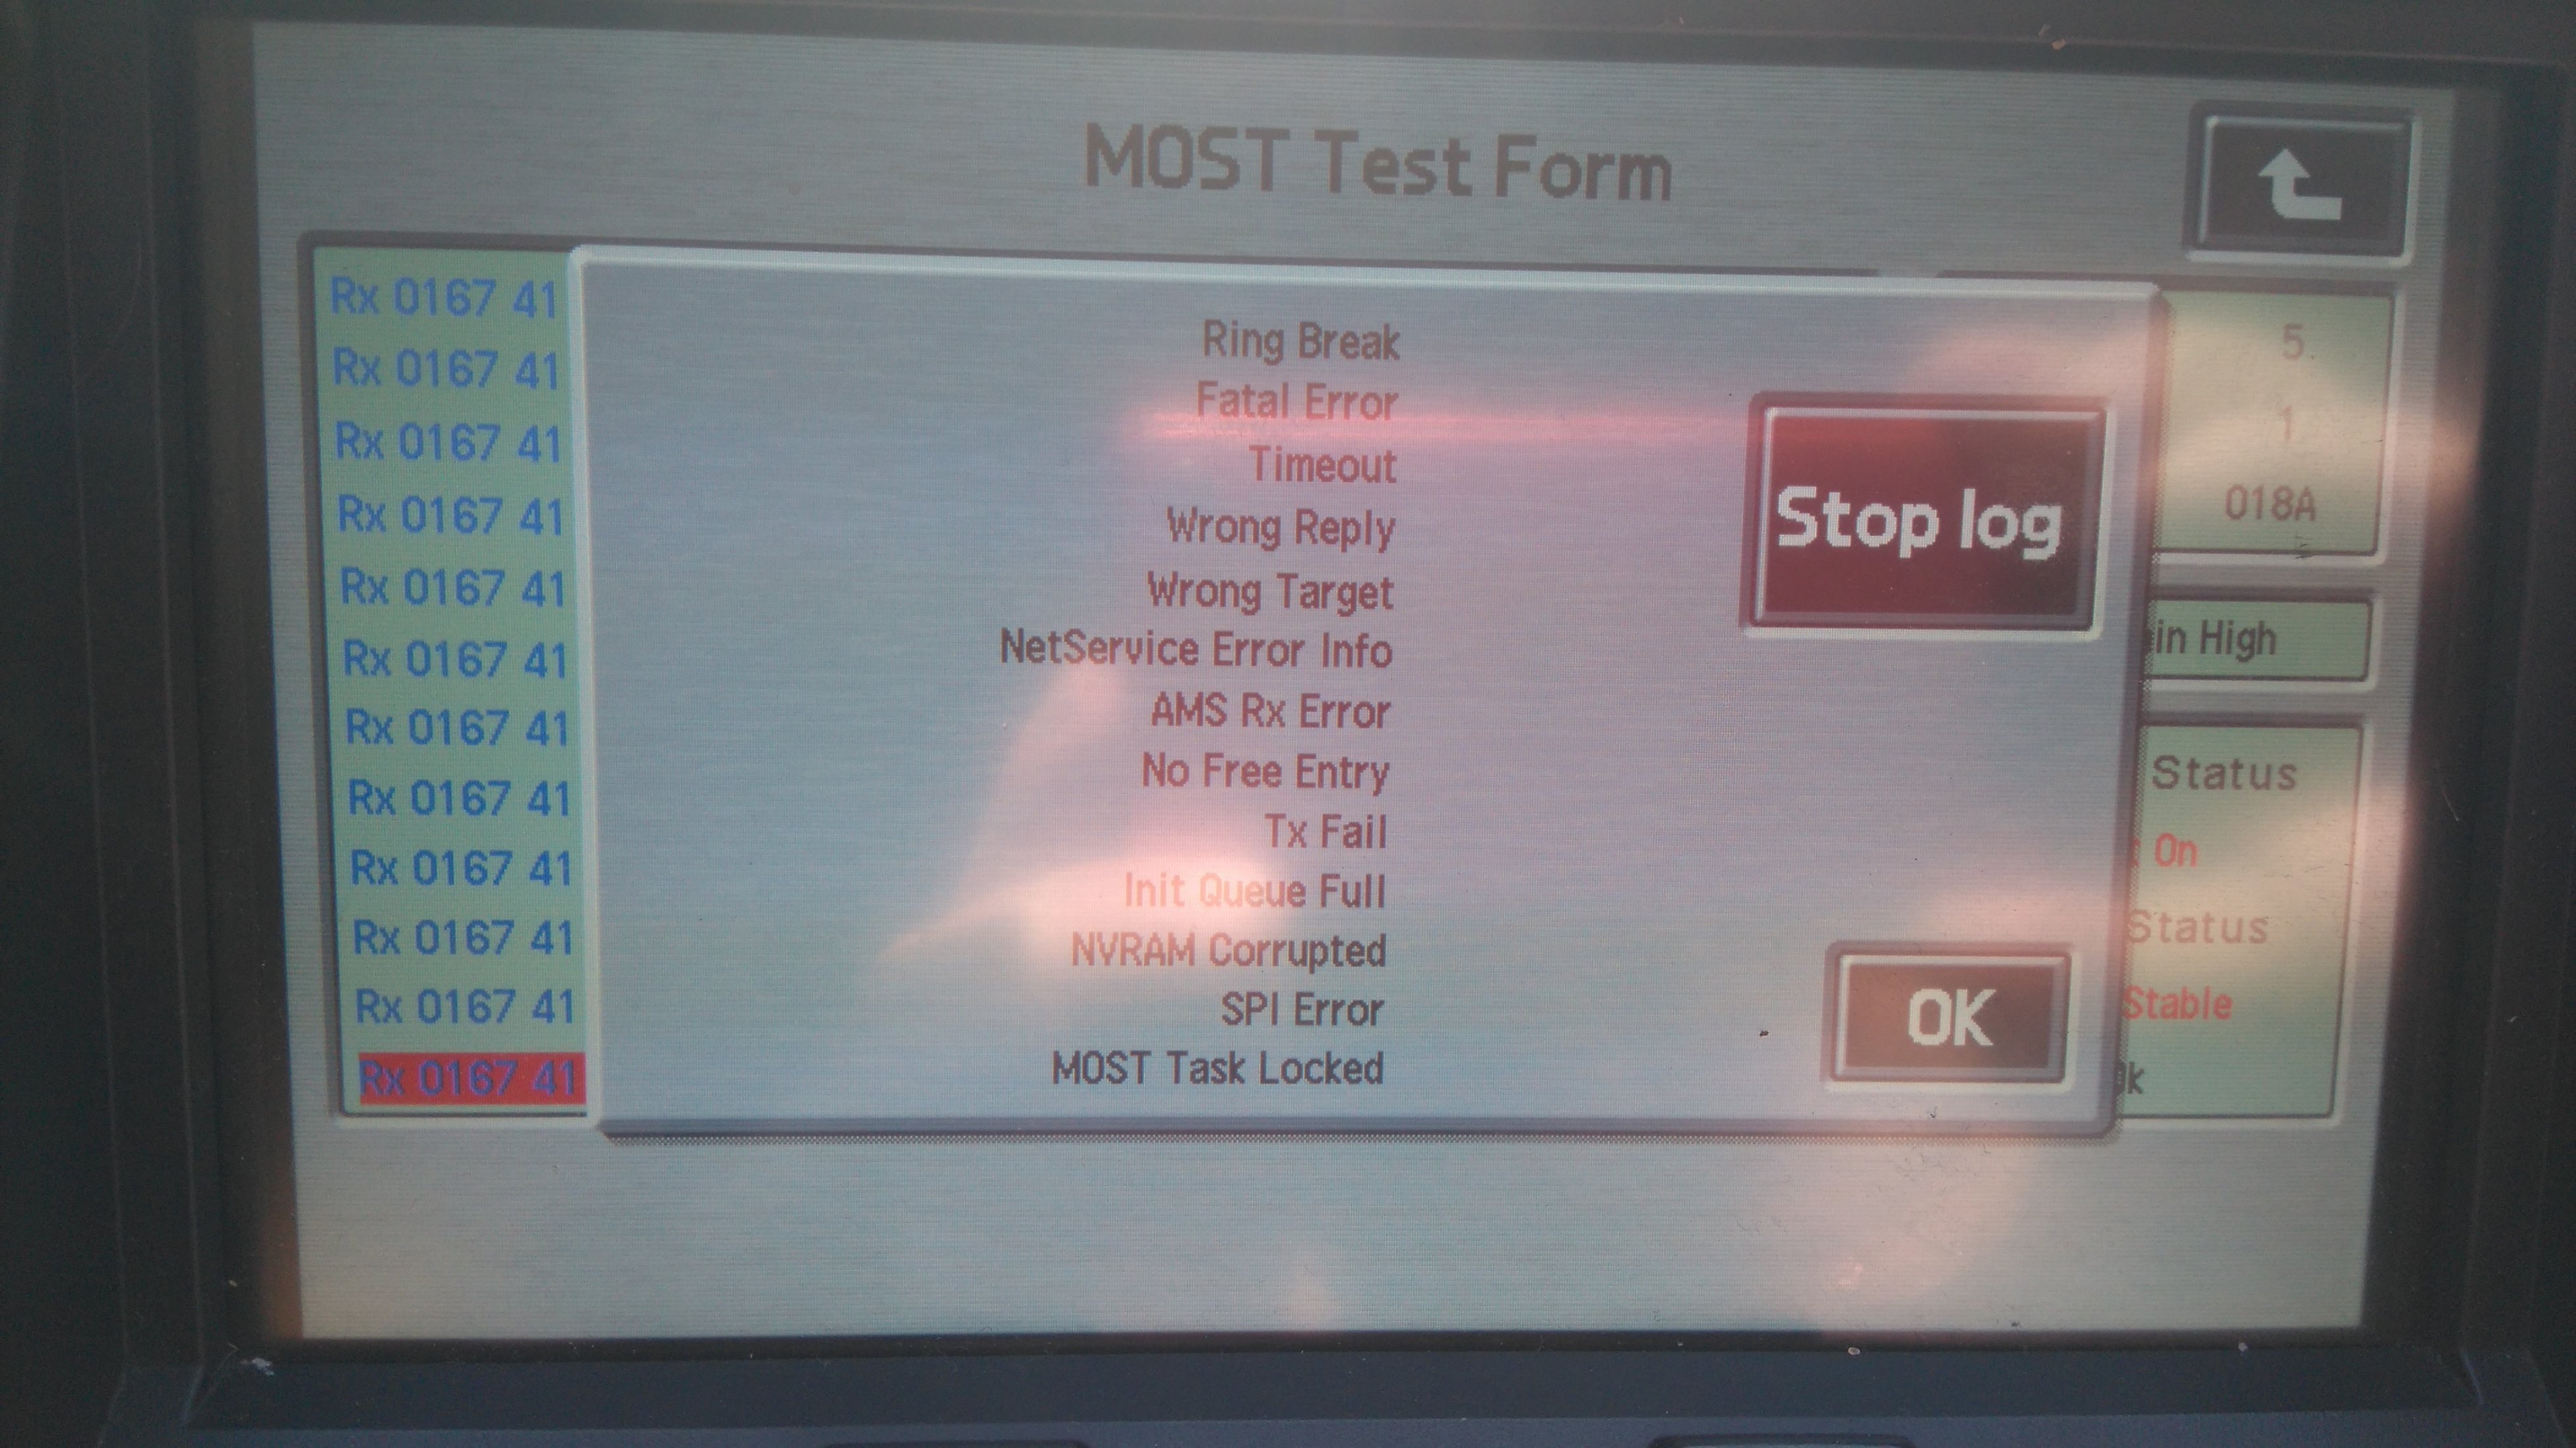 MOST Test Form
Rx 0167 41
Rx 0167 41
Rx 0167 41
Rx 0167 41
Rx 0167 41
Rx 0167 41
Rx 0167 41
Rx 0167 41
Rx 0167 41
Rx 0167 41
Rx 0167 41
Rx 0167 41
Ring Break
Fatal Error
Timeout
Wrong Reply
Wrong Target
NetService Error Info
AMS Rx Error
No Free Entry
Tx Fail
Init Queue Full
NVRAM Corrupted
SPI Error
MOST Task Locked
Stop log
OK
5
1
018A
in High
Status
On
Status
Stable